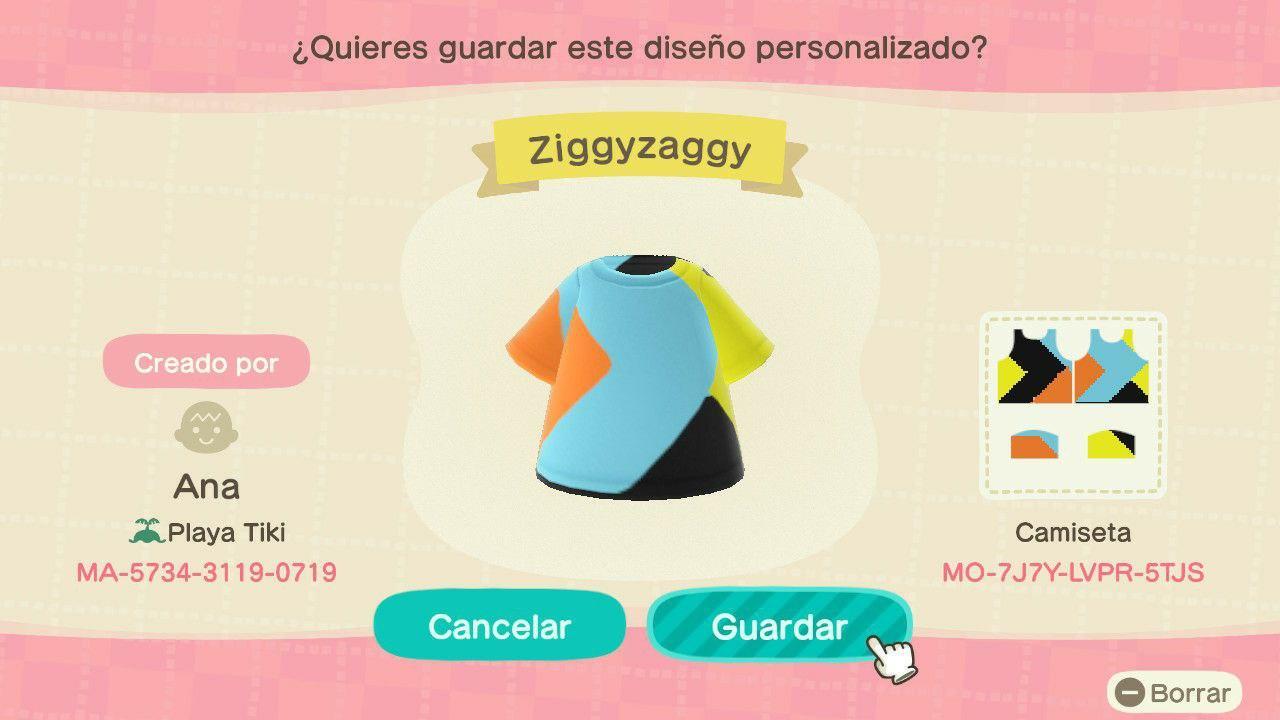 ¿Quieres guardar este diseño personalizado?
Ziggyzaggy
Creado por
Ana
Playa Tiki
MA-5734-3119-0719
Camiseta
MO-7J7Y-LVPR-5TJS
Cancelar
Guardar
Borrar